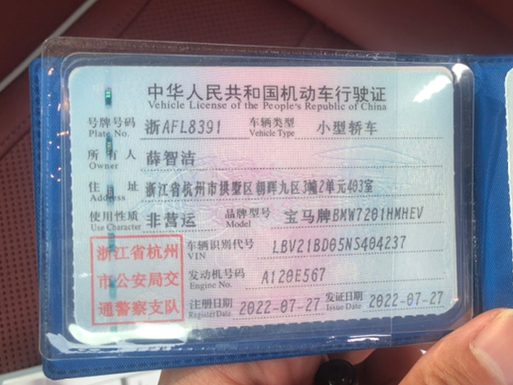 中华人民共和国机动车行驶证
Vehicle License of the People's Republic of China
号牌号码 Plate No. 浙AFL8391 车辆类型 Vehicle Type 小型轿车
所有人 Owner 薛智洁
住址 Address 浙江省杭州市拱墅区朝晖九区3幢2单元403室
使用性质 Use Character 非营运 品牌型号 Model 宝马牌BMW7201HMHEV
浙江省杭州市公安局交通警察支队
车辆识别代号 VIN LBV21BD05NS404237
发动机号码 Engine No. A120E567
注册日期 Register Date 2022-07-27 发证日期 Issue Date 2022-07-27